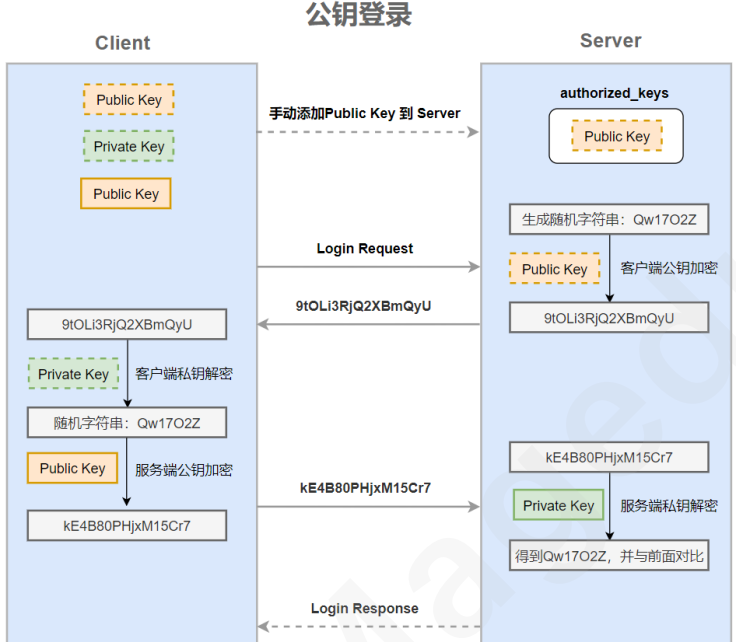 公钥登录
Client
Server
Public Key
Private Key
Public Key
手动添加Public Key 到 Server
authorized_keys
Public Key
生成随机字符串：Qw17O2Z
Login Request
Public Key
客户端公钥加密
9tOLi3RjQ2XBmQyU
9tOLi3RjQ2XBmQyU
9tOLi3RjQ2XBmQyU
Private Key
客户端私钥解密
随机字符串：Qw17O2Z
Public Key
服务端公钥加密
kE4B80PHjxM15Cr7
kE4B80PHjxM15Cr7
kE4B80PHjxM15Cr7
Private Key
服务端私钥解密
得到Qw17O2Z，并与前面对比
Login Response
Maged